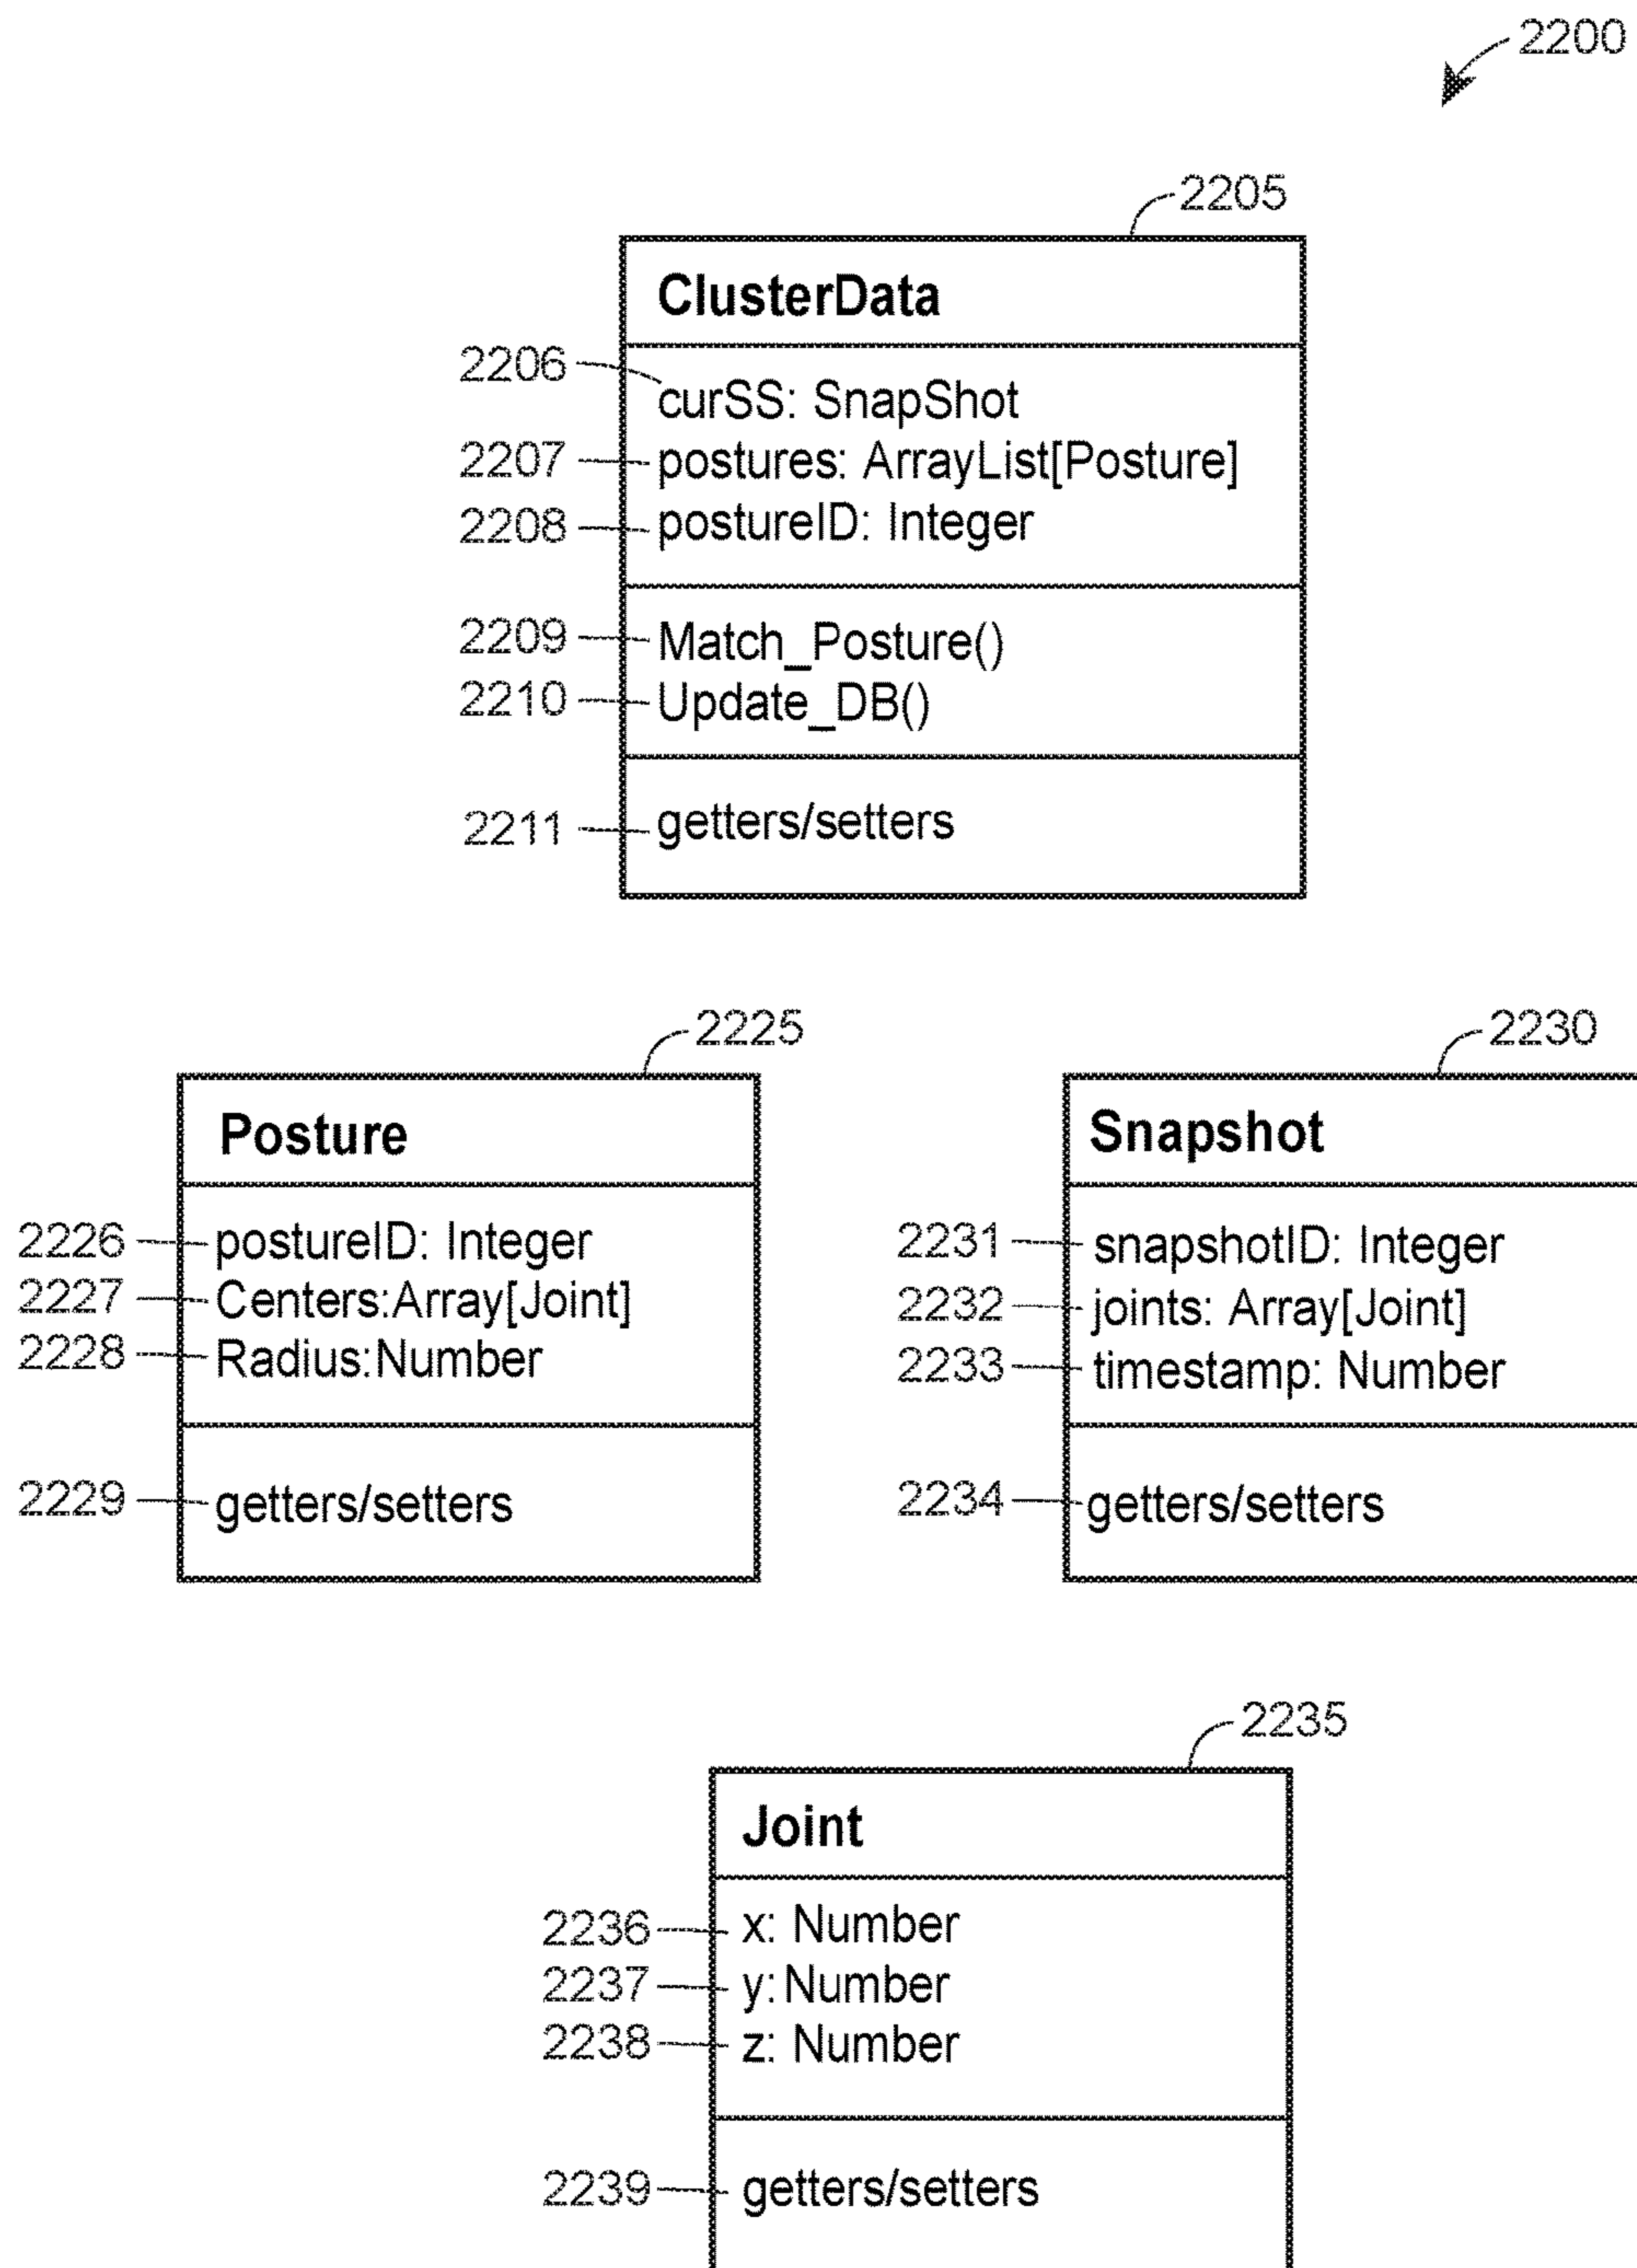 2200
2205
ClusterData
2206 curSS: SnapShot
2207 postures: ArrayList[Posture]
2208 postureID: Integer
2209 Match_Posture()
2210 Update_DB()
2211 getters/setters
2225
Posture
2226 postureID: Integer
2227 Centers:Array[Joint]
2228 Radius:Number
2229 getters/setters
2230
Snapshot
2231 snapshotID: Integer
2232 joints: Array[Joint]
2233 timestamp: Number
2234 getters/setters
2235
Joint
2236 x: Number
2237 y:Number
2238 z: Number
2239 getters/setters